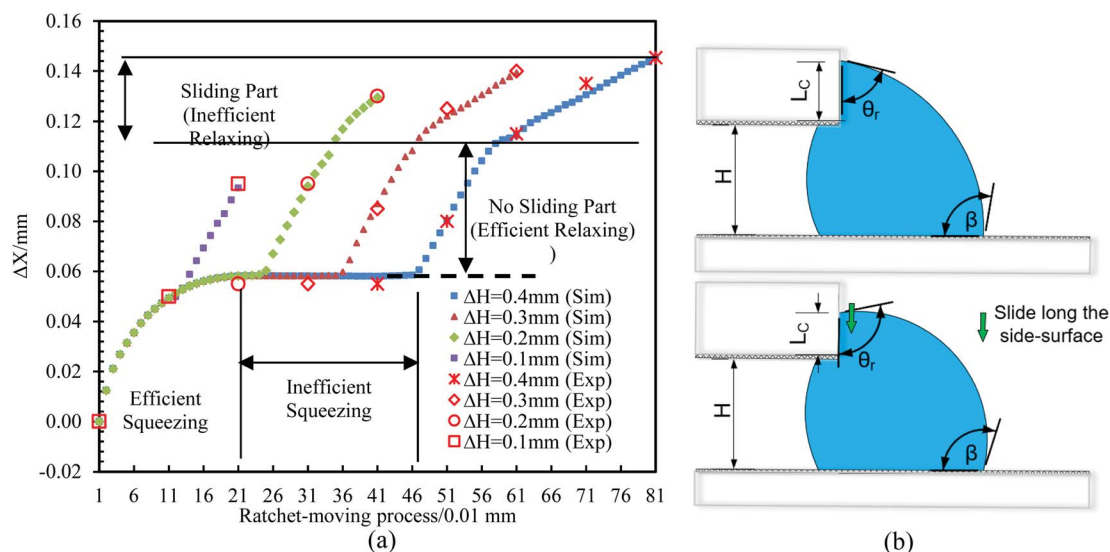 0.16
0.14
0.12
0.10
0.08
0.06
0.04
0.02
0.00
-0.02
ΔX/mm
Sliding Part
(Inefficient
Relaxing)
No Sliding Part
(Efficient Relaxing)
)
Efficient
Squeezing
Inefficient
Squeezing
ΔH=0.4mm (Sim)
ΔH=0.3mm (Sim)
ΔH=0.2mm (Sim)
ΔH=0.1mm (Sim)
ΔH=0.4mm (Exp)
ΔH=0.3mm (Exp)
ΔH=0.2mm (Exp)
ΔH=0.1mm (Exp)
1 6 11 16 21 26 31 36 41 46 51 56 61 66 71 76 81
Ratchet-moving process/0.01 mm
(a)
LC
θr
H
β
Slide long the
side-surface
LC
θr
H
β
(b)